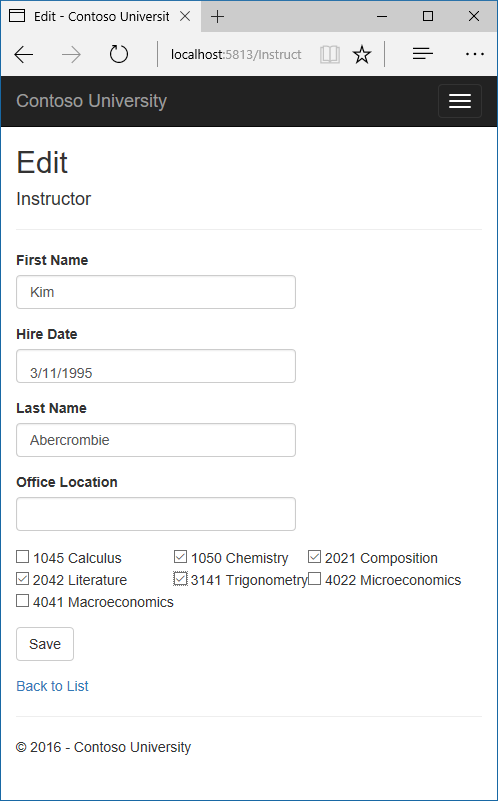 Edit - Contoso Universit
localhost:5813/Instruct
Contoso University
Edit
Instructor
First Name
Kim
Hire Date
3/11/1995
Last Name
Abercrombie
Office Location
1045 Calculus 1050 Chemistry 2021 Composition
2042 Literature 3141 Trigonometry 4022 Microeconomics
4041 Macroeconomics
Save
Back to List
© 2016 - Contoso University